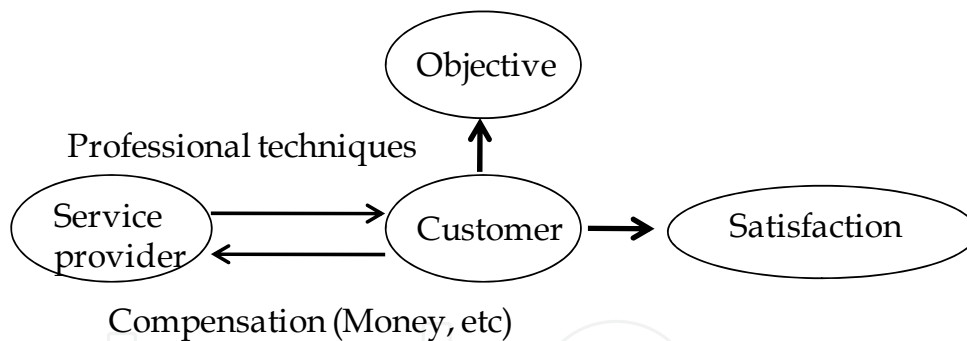 Objective
Professional techniques
Service
provider
Customer
Satisfaction
Compensation (Money, etc)